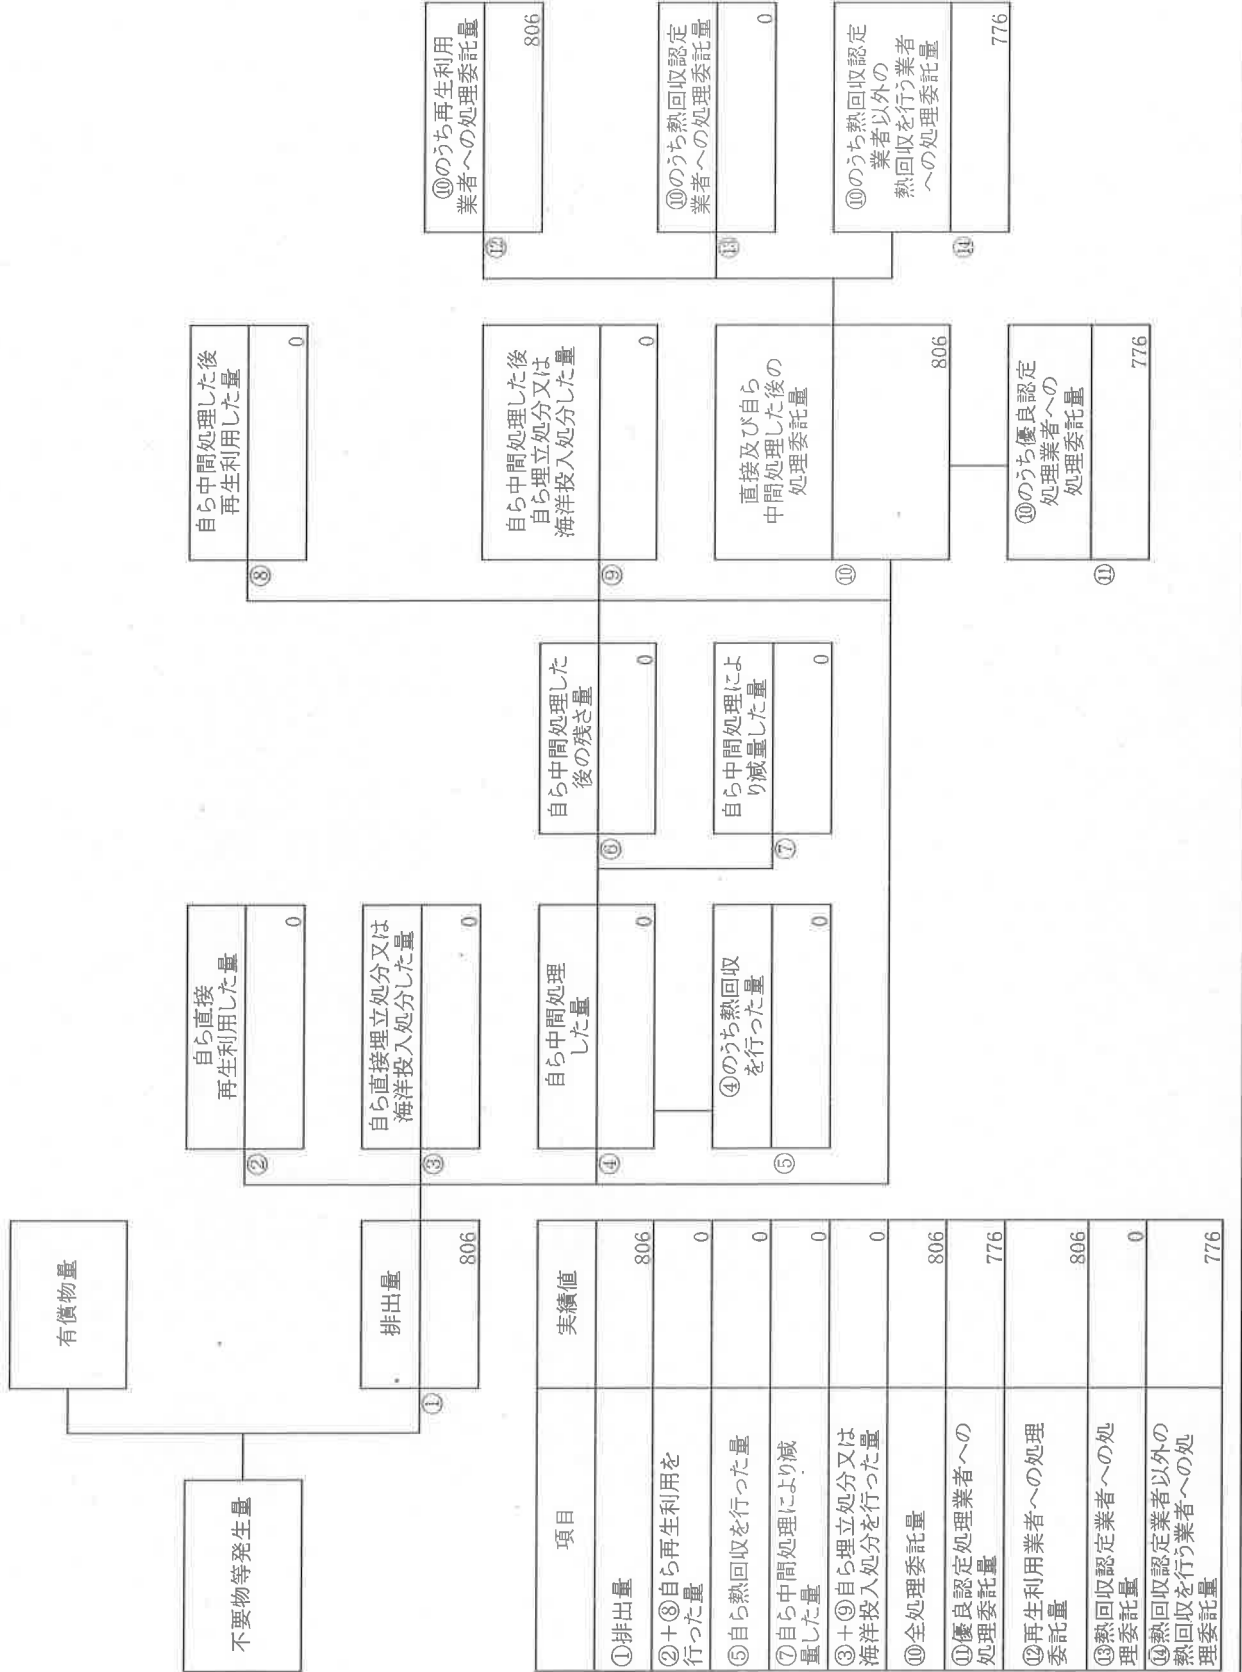 不要物等発生量
有償物量
①
排出量
806
②
自ら直接
再生利用した量
0
③
自ら直接埋立処分又は
海洋投入処分した量
0
④
自ら中間処理
した量
0
⑤
④のうち熱回収
を行った量
0
⑥
自ら中間処理した
後の残さ量
0
⑦
自ら中間処理によ
り減量した量
0
⑧
自ら中間処理した後
再生利用した量
0
⑨
自ら中間処理した後
自ら埋立処分又は
海洋投入処分した量
0
⑩
直接及び自ら
中間処理した後の
処理委託量
806
⑪
⑩のうち優良認定
処理業者への
処理委託量
776
⑫
⑩のうち再生利用
業者への処理委託量
806
⑬
⑩のうち熱回収認定
業者への処理委託量
0
⑭
⑩のうち熱回収認定
業者以外の
熱回収を行う業者
への処理委託量
776
項目
実績値
①排出量
806
②+⑧自ら再生利用を
行った量
0
⑤自ら熱回収を行った量
0
⑦自ら中間処理により減
量した量
0
③+⑨自ら埋立処分又は
海洋投入処分を行った量
0
⑩全処理委託量
806
⑪優良認定処理業者への
処理委託量
776
⑫再生利用業者への処理
委託量
806
⑬熱回収認定業者への処
理委託量
0
⑭熱回収認定業者以外の
熱回収を行う業者への処
理委託量
776